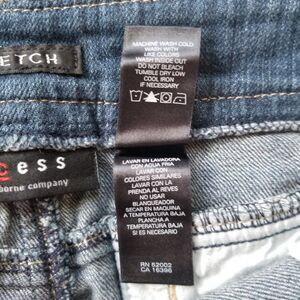 ETCH
MACHINE WASH COLD
WASH WITH
LIKE COLORS
WASH INSIDE OUT
DO NOT BLEACH
TUMBLE DRY LOW
COOL IRON
IF NECESSARY
cess
borne company
LAVAR EN LAVADORA
CON AGUA FRIA
LAVAR CON
COLORES SIMILARES
LAVAR CON LA
PRENDA AL REVES
NO USAR
BLANQUEADOR
SECAR EN MAQUINA
A TEMPERATURA BAJA
PLANCHA A
TEMPERATURA BAJA
SI ES NECESARIO
RN 52002
CA 16396